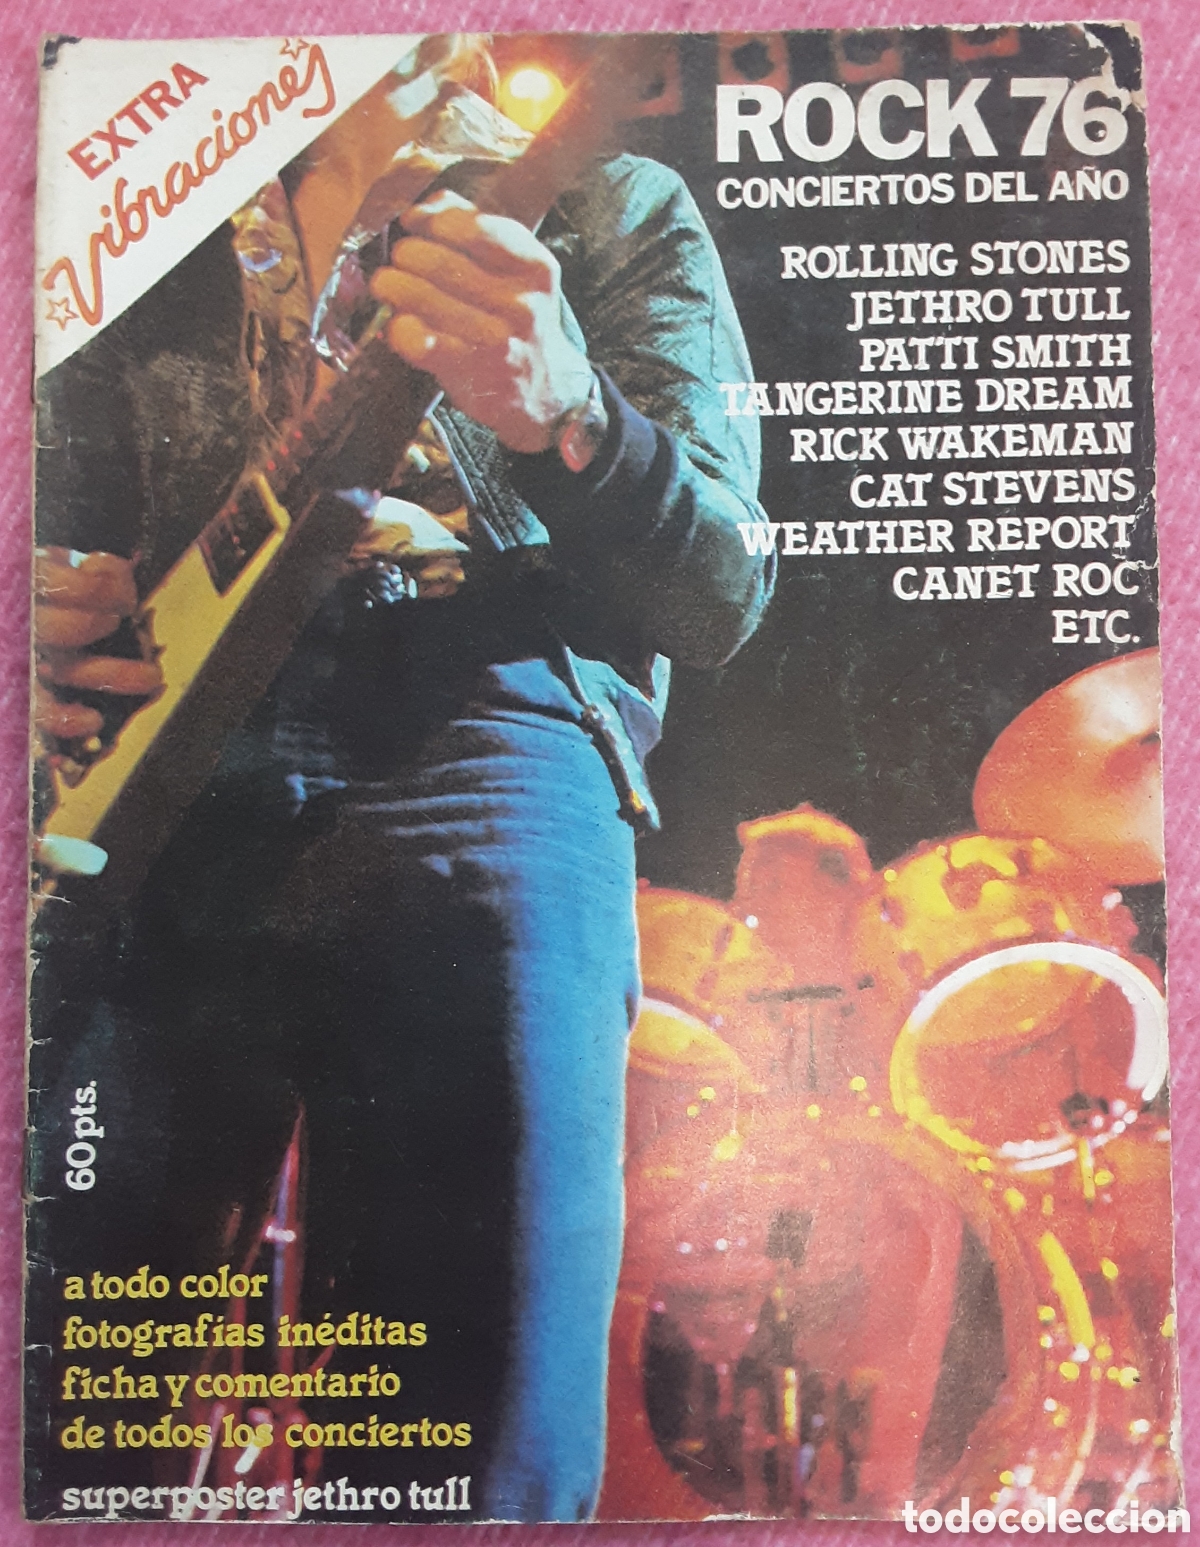 EXTRA
Vibraciones
ROCK 76
CONCIERTOS DEL AÑO
ROLLING STONES
JETHRO TULL
PATTI SMITH
TANGERINE DREAM
RICK WAKEMAN
CAT STEVENS
WEATHER REPORT
CANET ROC
ETC.
60 pts.
a todo color
fotografías inéditas
ficha y comentario
de todos los conciertos
superposter jethro tull
todocoleccion